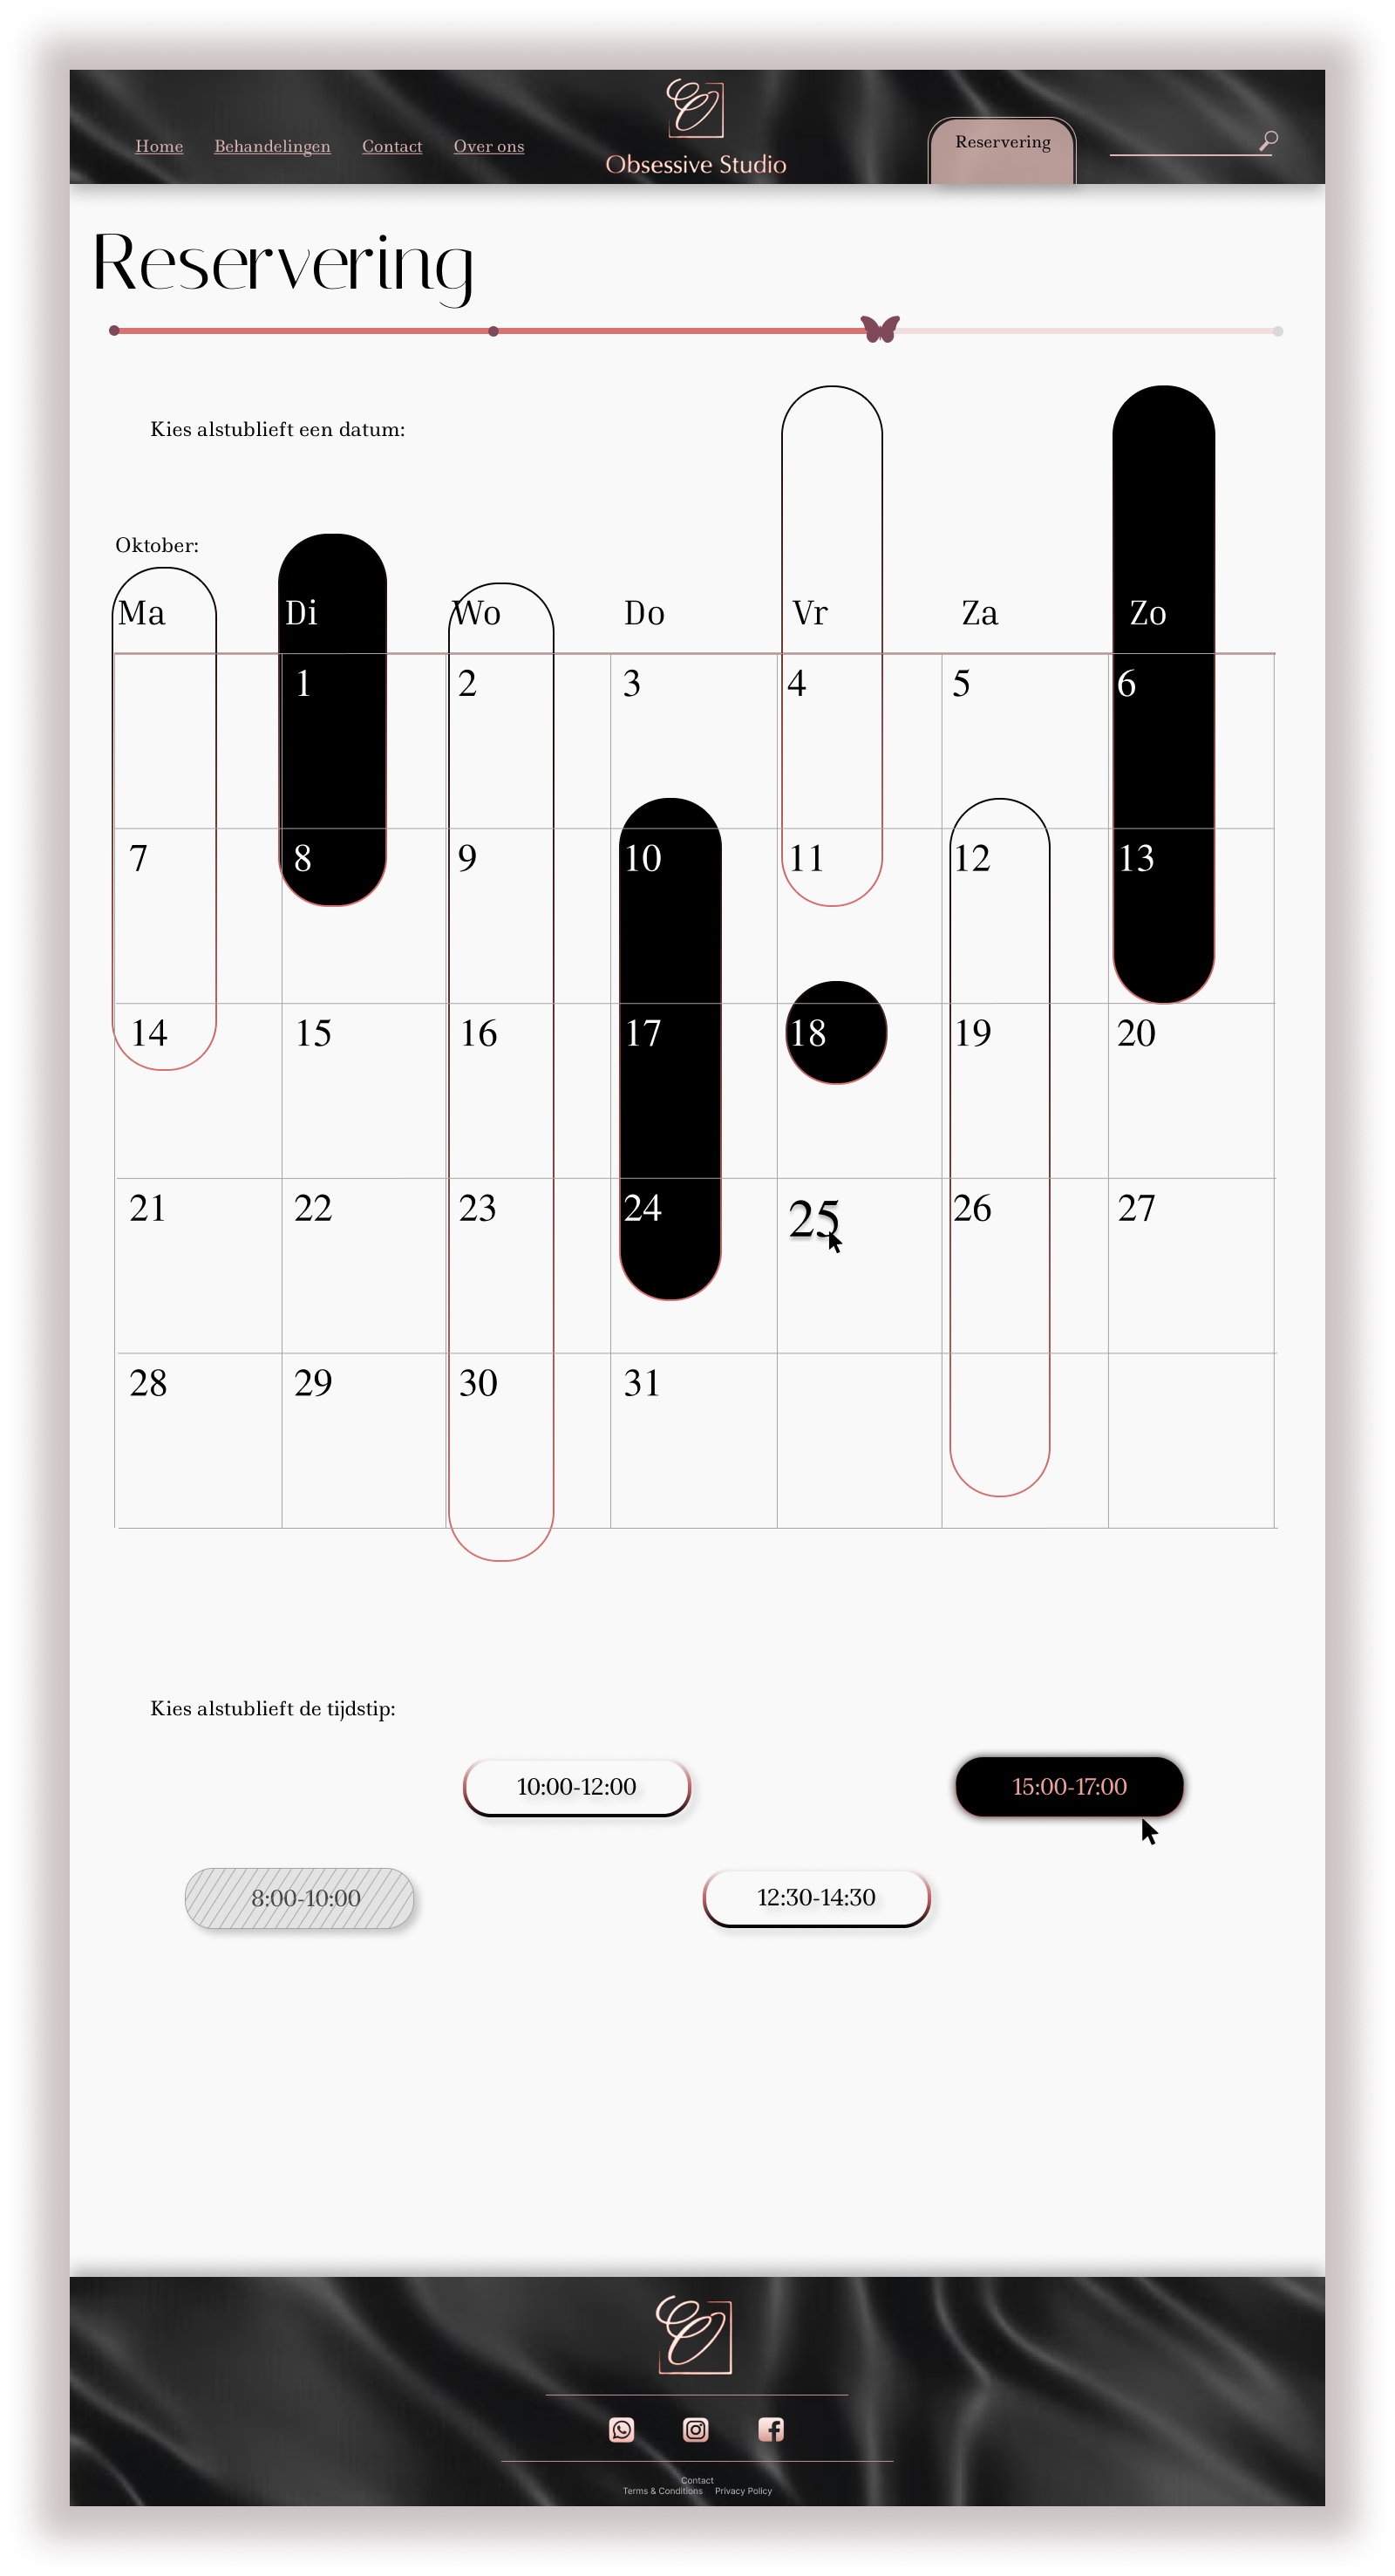 Home Behandelingen Contact Over ons
Obsessive Studio
Reservering
Reservering
Kies alstublieft een datum:
Oktober:
Ma Di Wo Do Vr Za Zo
1 2 3 4 5 6
7 8 9 10 11 12 13
14 15 16 17 18 19 20
21 22 23 24 25 26 27
28 29 30 31
Kies alstublieft de tijdstip:
10:00-12:00 15:00-17:00
8:00-10:00 12:30-14:30
Contact
Terms & Conditions Privacy Policy